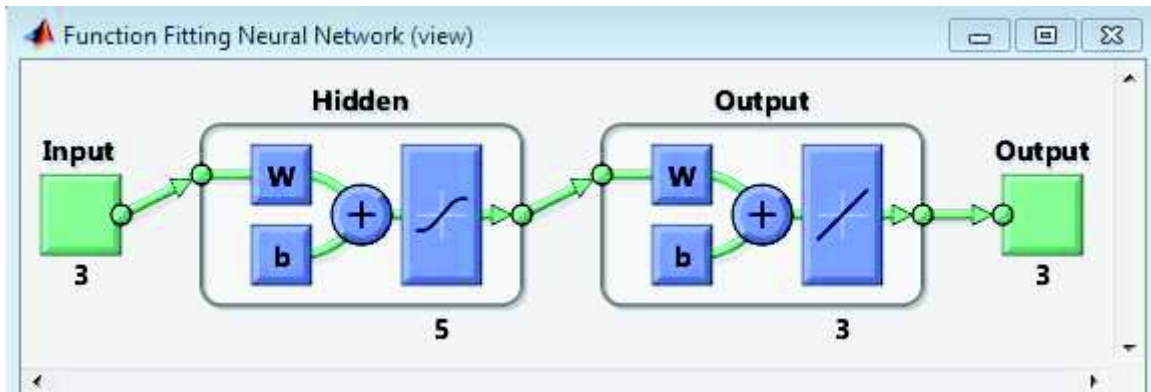 Function Fitting Neural Network (view)
Hidden
Output
Input
Output
W
b
W
b
3
5
3
3